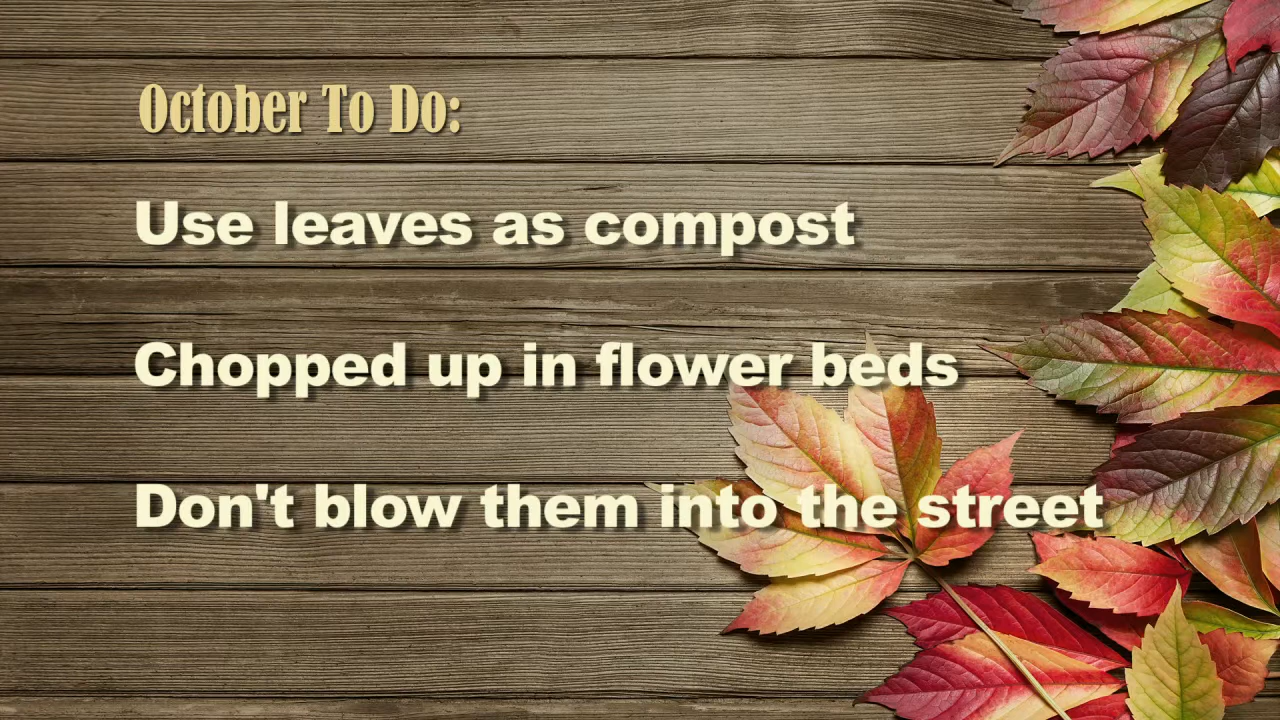 October To Do:
Use leaves as compost
Chopped up in flower beds
Don't blow them into the street